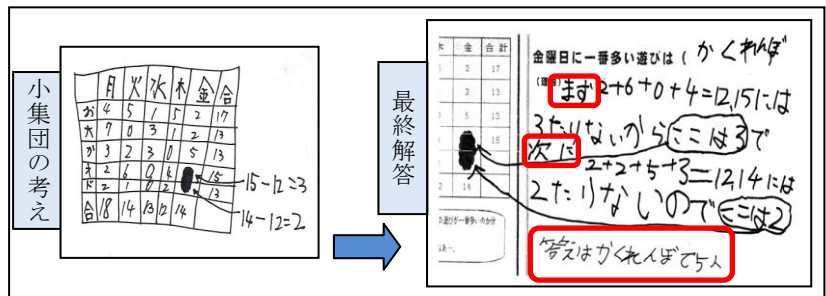 小集団の考え
月 火 水 木 金 合
お 4 5 1 5 2 17
大 7 0 3 1 2 13
が 3 2 3 0 5 13
オ 2 6 0 4 15
ド 2 1 0 2 13
合 18 14 13 12 14
15-12=3
14-12=2
最終解答
金 合計
2 17
2 13
5 13
15
2 14
金曜日に一番多い遊びは( かくれんぼ
まず2+6+0+4=12,15には
3たりないからここは3で
次に
2+2+5+3=12,14には
2たりないのでここは2
答えはかくれんぼで5人